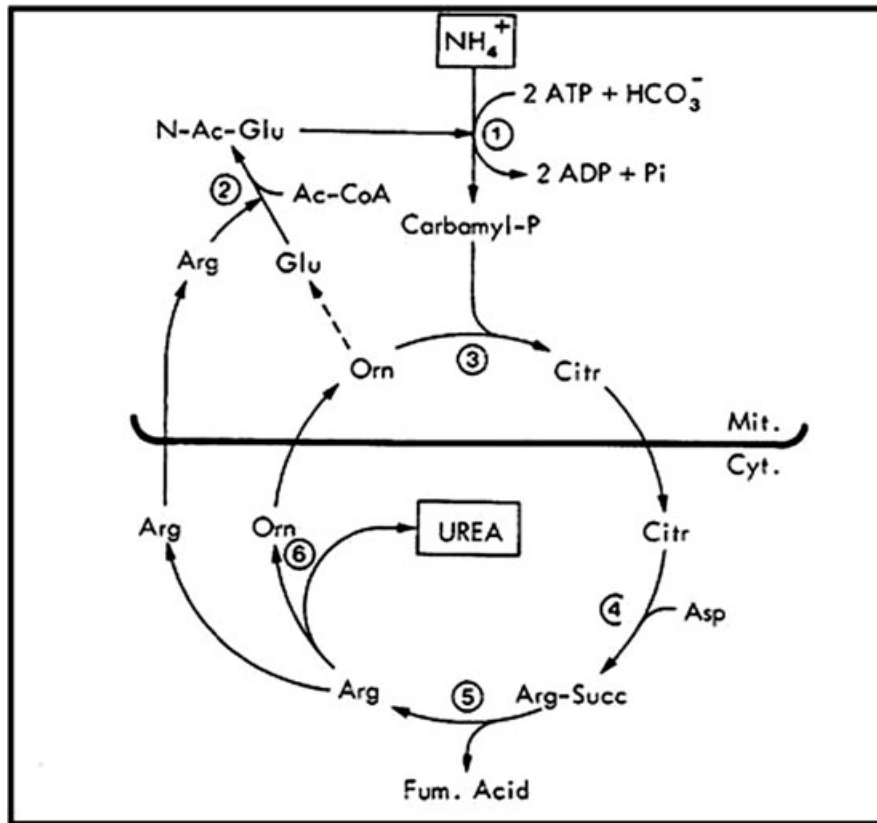 NH₄⁺
2 ATP + HCO₃⁻
N-Ac-Glu
①
2 ADP + Pi
②
Ac-CoA
Carbamyl-P
Arg
Glu
Orn
③
Citr
Mit.
Cyt.
Arg
Orn
⑥
UREA
Citr
④
Asp
Arg
⑤
Arg-Succ
Fum. Acid